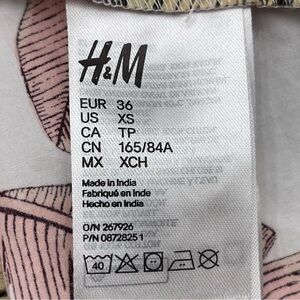 H&M
EUR 36
US XS
CA TP
CN 165/84A
MX XCH
Made in India
Fabriqué en Inde
Hecho en India
O/N 267926
P/N 0872825 1
40